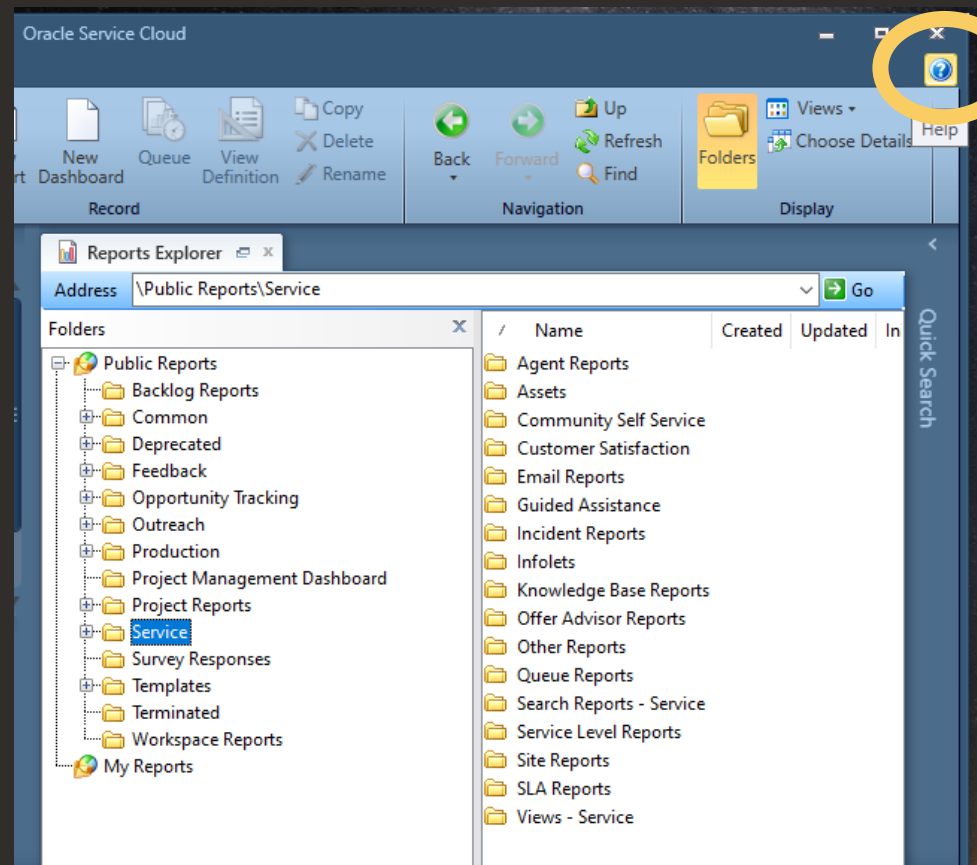 Oracle Service Cloud
Help
New Dashboard
Queue
View Definition
Copy
Delete
Rename
Record
Back
Forward
Up
Refresh
Find
Navigation
Folders
Views
Choose Details
Display
Reports Explorer
Address \Public Reports\Service Go
Folders
Public Reports
Backlog Reports
Common
Deprecated
Feedback
Opportunity Tracking
Outreach
Production
Project Management Dashboard
Project Reports
Service
Survey Responses
Templates
Terminated
Workspace Reports
My Reports
/ Name Created Updated In
Agent Reports
Assets
Community Self Service
Customer Satisfaction
Email Reports
Guided Assistance
Incident Reports
Infolets
Knowledge Base Reports
Offer Advisor Reports
Other Reports
Queue Reports
Search Reports - Service
Service Level Reports
Site Reports
SLA Reports
Views - Service
Quick Search